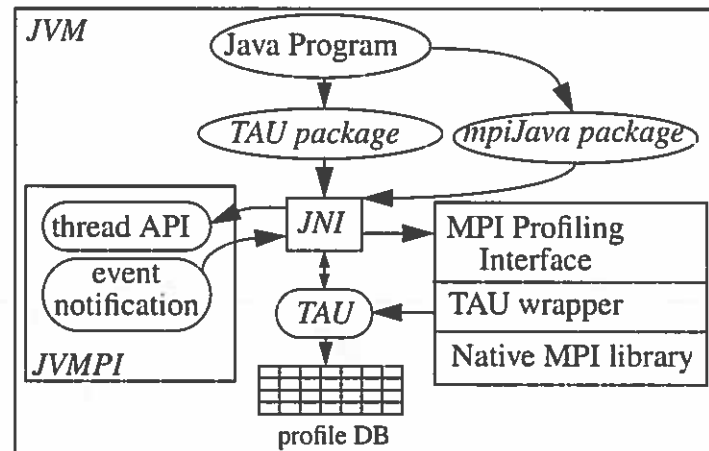 JVM
Java Program
TAU package
mpiJava package
thread API
JNI
MPI Profiling
Interface
event
notification
TAU
TAU wrapper
JVMPI
Native MPI library
profile DB